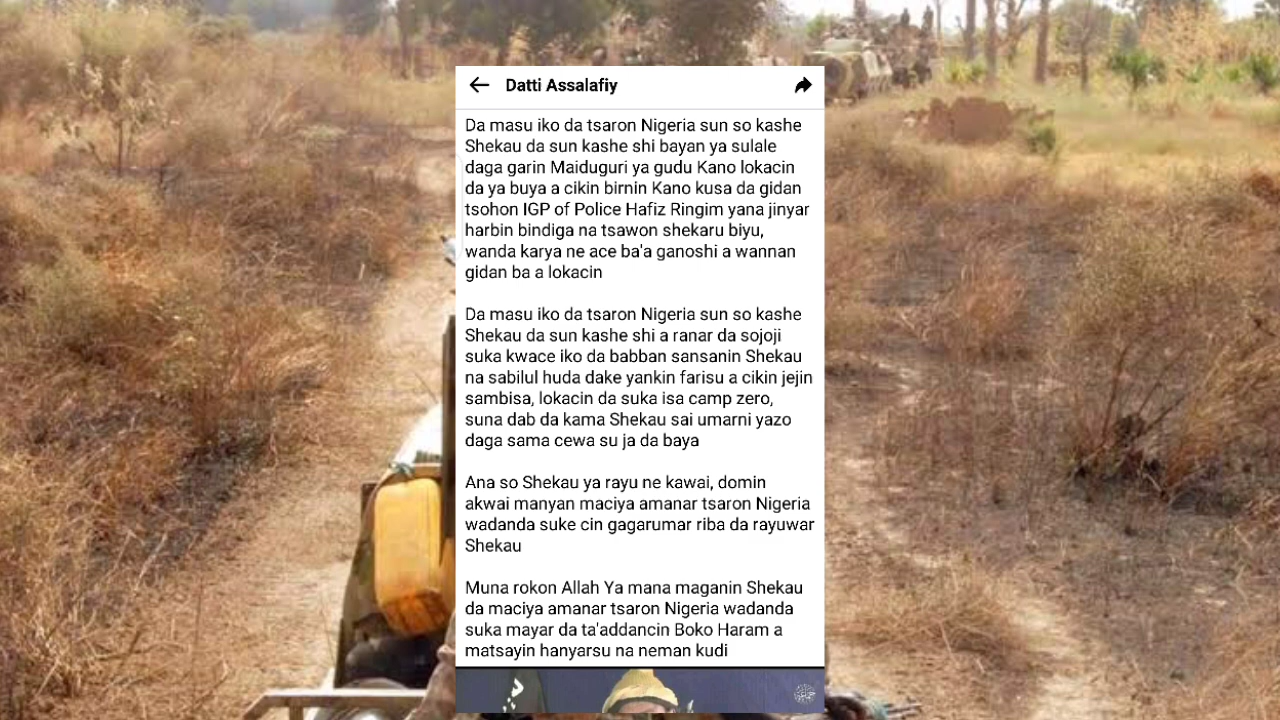 Datti Assalafiy
Da masu iko da tsaron Nigeria sun so kashe
Shekau da sun kashe shi bayan ya sulale
daga garin Maiduguri ya gudu Kano lokacin
da ya buya a cikin birnin Kano kusa da gidan
tsohon IGP of Police Hafiz Ringim yana jinyar
harbin bindiga na tsawon shekaru biyu,
wanda karya ne ace ba'a ganoshi a wannan
gidan ba a lokacin
Da masu iko da tsaron Nigeria sun so kashe
Shekau da sun kashe shi a ranar da sojoji
suka kwace iko da babban sansanin Shekau
na sabilul huda dake yankin farisu a cikin jejin
sambisa, lokacin da suka isa camp zero,
suna dab da kama Shekau sai umarni yazo
daga sama cewa su ja da baya
Ana so Shekau ya rayu ne kawai, domin
akwai manyan maciya amanar tsaron Nigeria
wadanda suke cin gagarumar riba da rayuwar
Shekau
Muna rokon Allah Ya mana maganin Shekau
da maciya amanar tsaron Nigeria wadanda
suka mayar da ta'addancin Boko Haram a
matsayin hanyarsu na neman kudi